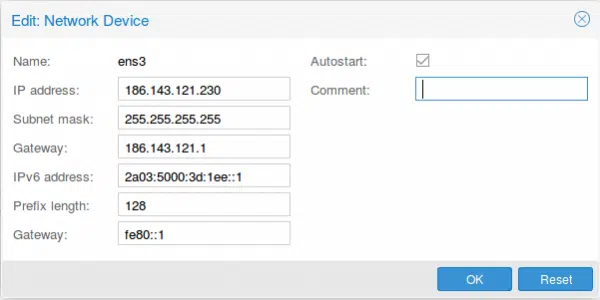 Edit: Network Device
Name: ens3
Autostart:
IP address: 186.143.121.230
Comment:
Subnet mask: 255.255.255.255
Gateway: 186.143.121.1
IPv6 address: 2a03:5000:3d:1ee::1
Prefix length: 128
Gateway: fe80::1
OK
Reset